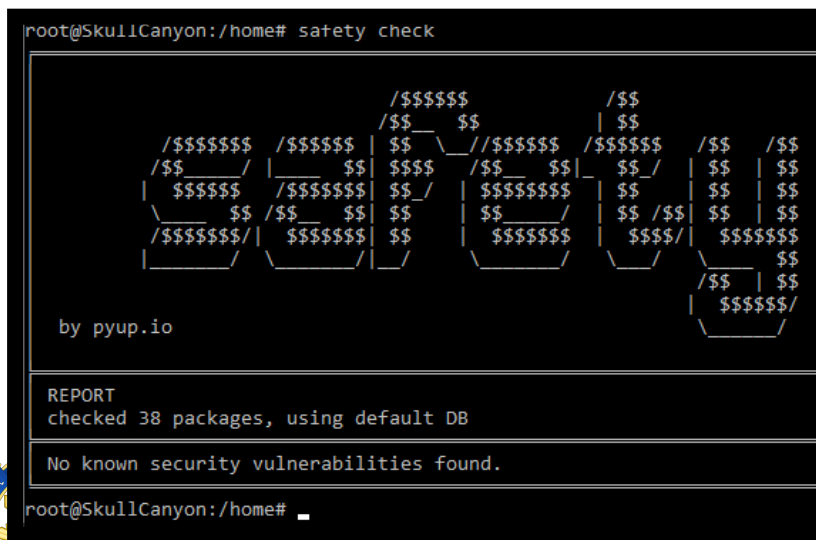 root@SkullCanyon:/home# safety check
safety
by pyup.io
REPORT
checked 38 packages, using default DB
No known security vulnerabilities found.
root@SkullCanyon:/home#